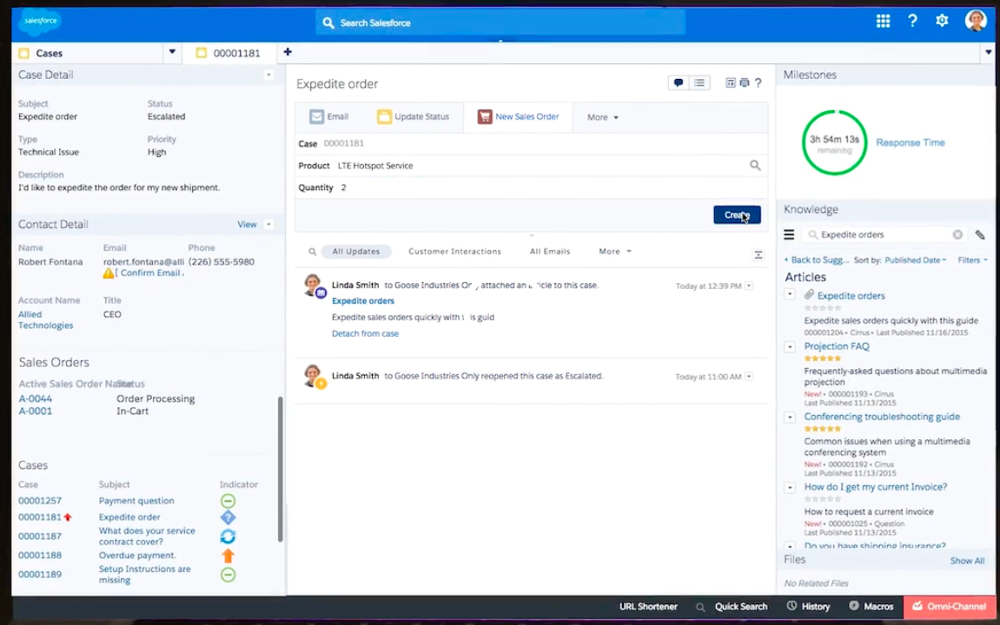 salesforce
Search Salesforce
Cases
00001181
Case Detail
Subject
Status
Expedite order
Escalated
Type
Priority
Technical Issue
High
Description
I'd like to expedite the order for my new shipment.
Contact Detail
View
Name
Email
Phone
Robert Fontana
robert.fontana@alli
(226) 555-5980
[ Confirm Email
Account Name
Title
Allied
Technologies
CEO
Sales Orders
Active Sales Order
Status
A-0044
Order Processing
A-0001
In-Cart
Cases
Case
Subject
Indicator
00001257
Payment question
00001181
Expedite order
00001187
What does your service
contract cover?
00001188
Overdue payment.
00001189
Setup Instructions are
missing
Expedite order
Email
Update Status
New Sales Order
More
Case 00001181
Product LTE Hotspot Service
Quantity 2
Create
All Updates
Customer Interactions
All Emails
More
Linda Smith to Goose Industries attached to this case.
Today at 12:39 PM
Expedite orders
Expedite sales orders quickly with
Detach from case
Linda Smith to Goose Industries Only reopened this case as Escalated.
Today at 11:00 AM
Milestones
3h 54m 13s
remaining
Response Time
Knowledge
Expedite orders
Back to Sugg...
Sort by: Published Date
Filters
Articles
Expedite orders
Expedite sales orders quickly with this guide
000001204 • Cirrus • Last Published 11/16/2015
Projection FAQ
Frequently-asked questions about multimedia
projection
New! • 000001193 • Cirrus
Last Published 11/13/2015
Conferencing troubleshooting guide
Common issues when using a multimedia
conferencing system
New! • 000001192 • Cirrus
Last Published 11/13/2015
How do I get my current Invoice?
How to request a current invoice
New! • 000001025 • Question
Last Published 11/13/2015
Do you have shipping insurance?
Files
Show All
No Related Files
URL Shortener
Quick Search
History
Macros
Omni-Channel